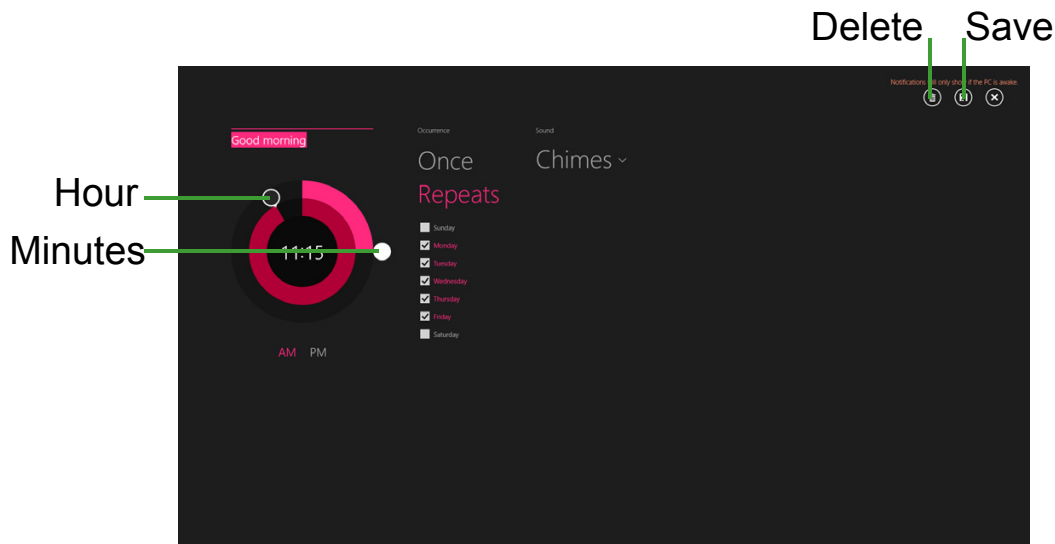 Delete Save
Notifications will only show if the PC is awake.
Good morning
Occurrence
Sound
Once
Chimes
Repeats
Hour
Minutes
11:15
Sunday
Monday
Tuesday
Wednesday
Thursday
Friday
Saturday
AM PM